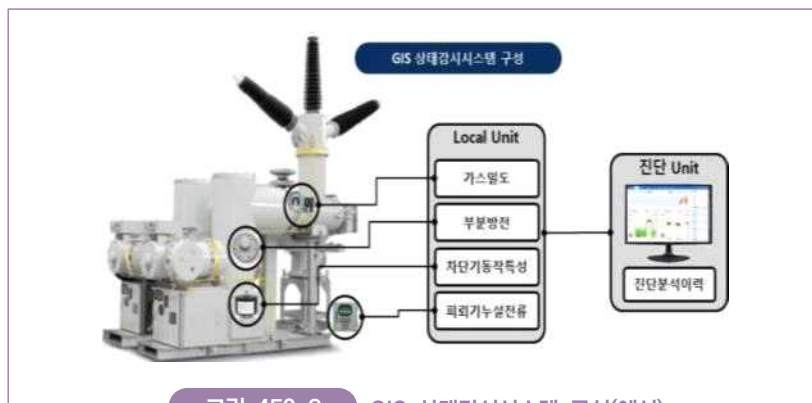 GIS 상태감시시스템 구성
Local Unit
가스밀도
부분방전
차단기동작특성
피뢰기누설전류
진단 Unit
진단분석이력